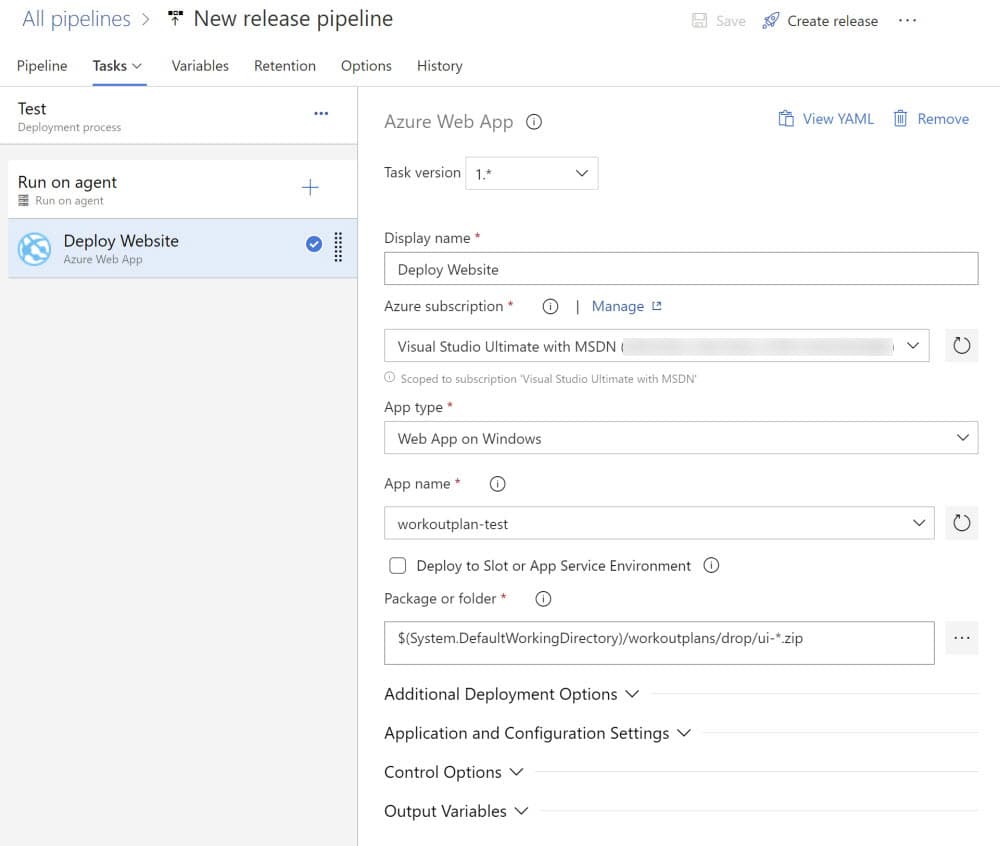 All pipelines > New release pipeline
Save Create release ...
Pipeline Tasks Variables Retention Options History
Test
Deployment process
...
Run on agent
Run on agent
Deploy Website
Azure Web App
Azure Web App
View YAML Remove
Task version 1.*
Display name *
Deploy Website
Azure subscription * | Manage
Visual Studio Ultimate with MSDN (
Scoped to subscription 'Visual Studio Ultimate with MSDN'
App type *
Web App on Windows
App name *
workoutplan-test
Deploy to Slot or App Service Environment
Package or folder *
$(System.DefaultWorkingDirectory)/workoutplans/drop/ui-*.zip
...
Additional Deployment Options
Application and Configuration Settings
Control Options
Output Variables